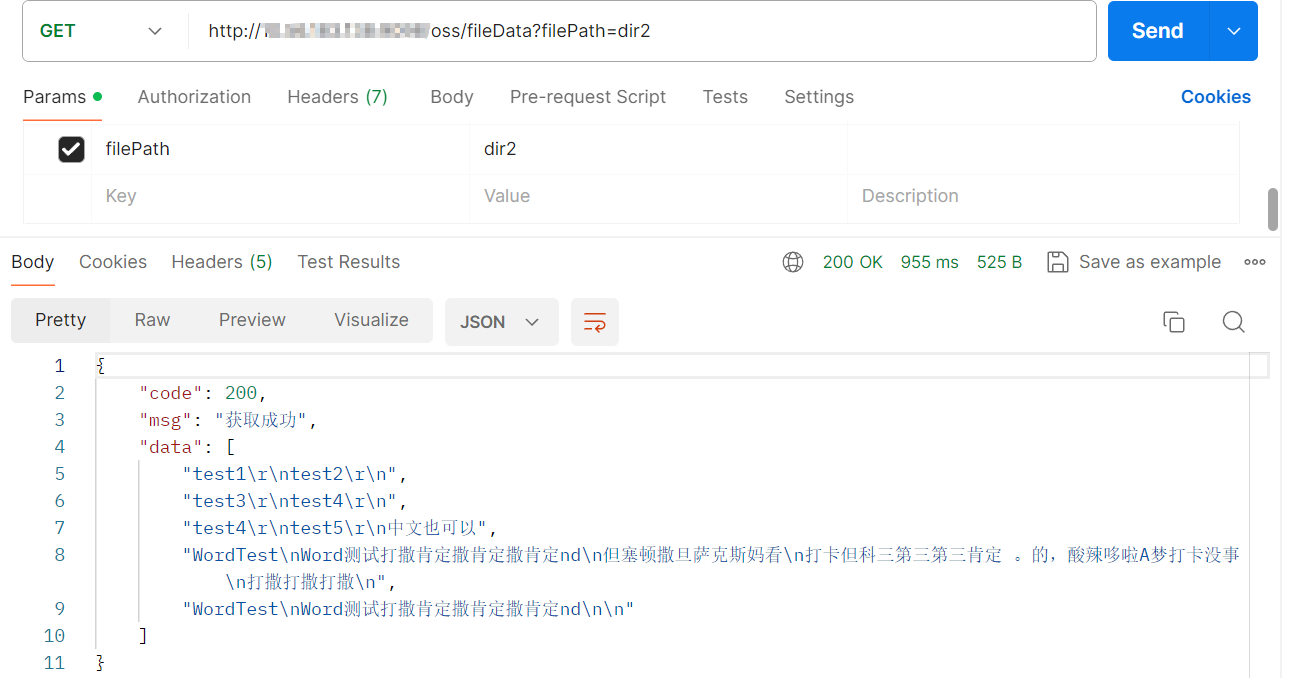 GET http:// /oss/fileData?filePath=dir2 Send
Params Authorization Headers (7) Body Pre-request Script Tests Settings Cookies
filePath dir2
Key Value Description
Body Cookies Headers (5) Test Results 200 OK 955 ms 525 B Save as example
Pretty Raw Preview Visualize JSON
1 {
2 "code": 200,
3 "msg": "获取成功",
4 "data": [
5 "test1\r\ntest2\r\n",
6 "test3\r\ntest4\r\n",
7 "test4\r\ntest5\r\n中文也可以",
8 "WordTest\nWord测试打撒肯定撒肯定撒肯定nd\n但塞顿撒旦萨克斯妈看\n打卡但科三第三第三肯定 。的，酸辣哆啦A梦打卡没事
\n打撒打撒打撒\n",
9 "WordTest\nWord测试打撒肯定撒肯定撒肯定nd\n\n"
10 ]
11 }